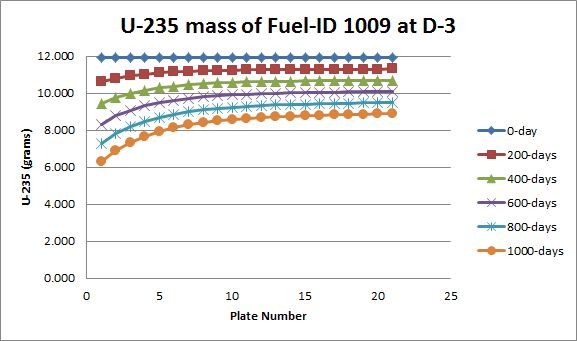 U-235 mass of Fuel-ID 1009 at D-3
12.000
10.000
8.000
6.000
4.000
2.000
0.000
U-235 (grams)
0 5 10 15 20 25
Plate Number
0-day
200-days
400-days
600-days
800-days
1000-days